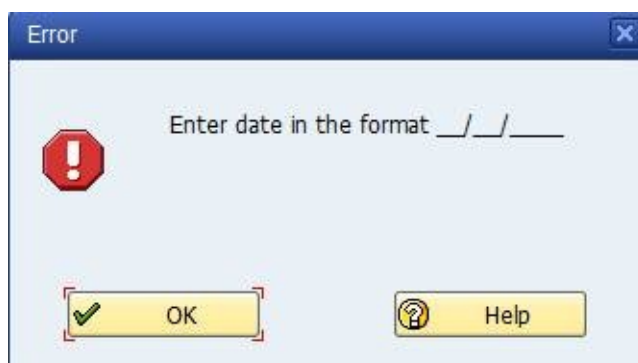 Error
Enter date in the format __/__/____
OK
Help